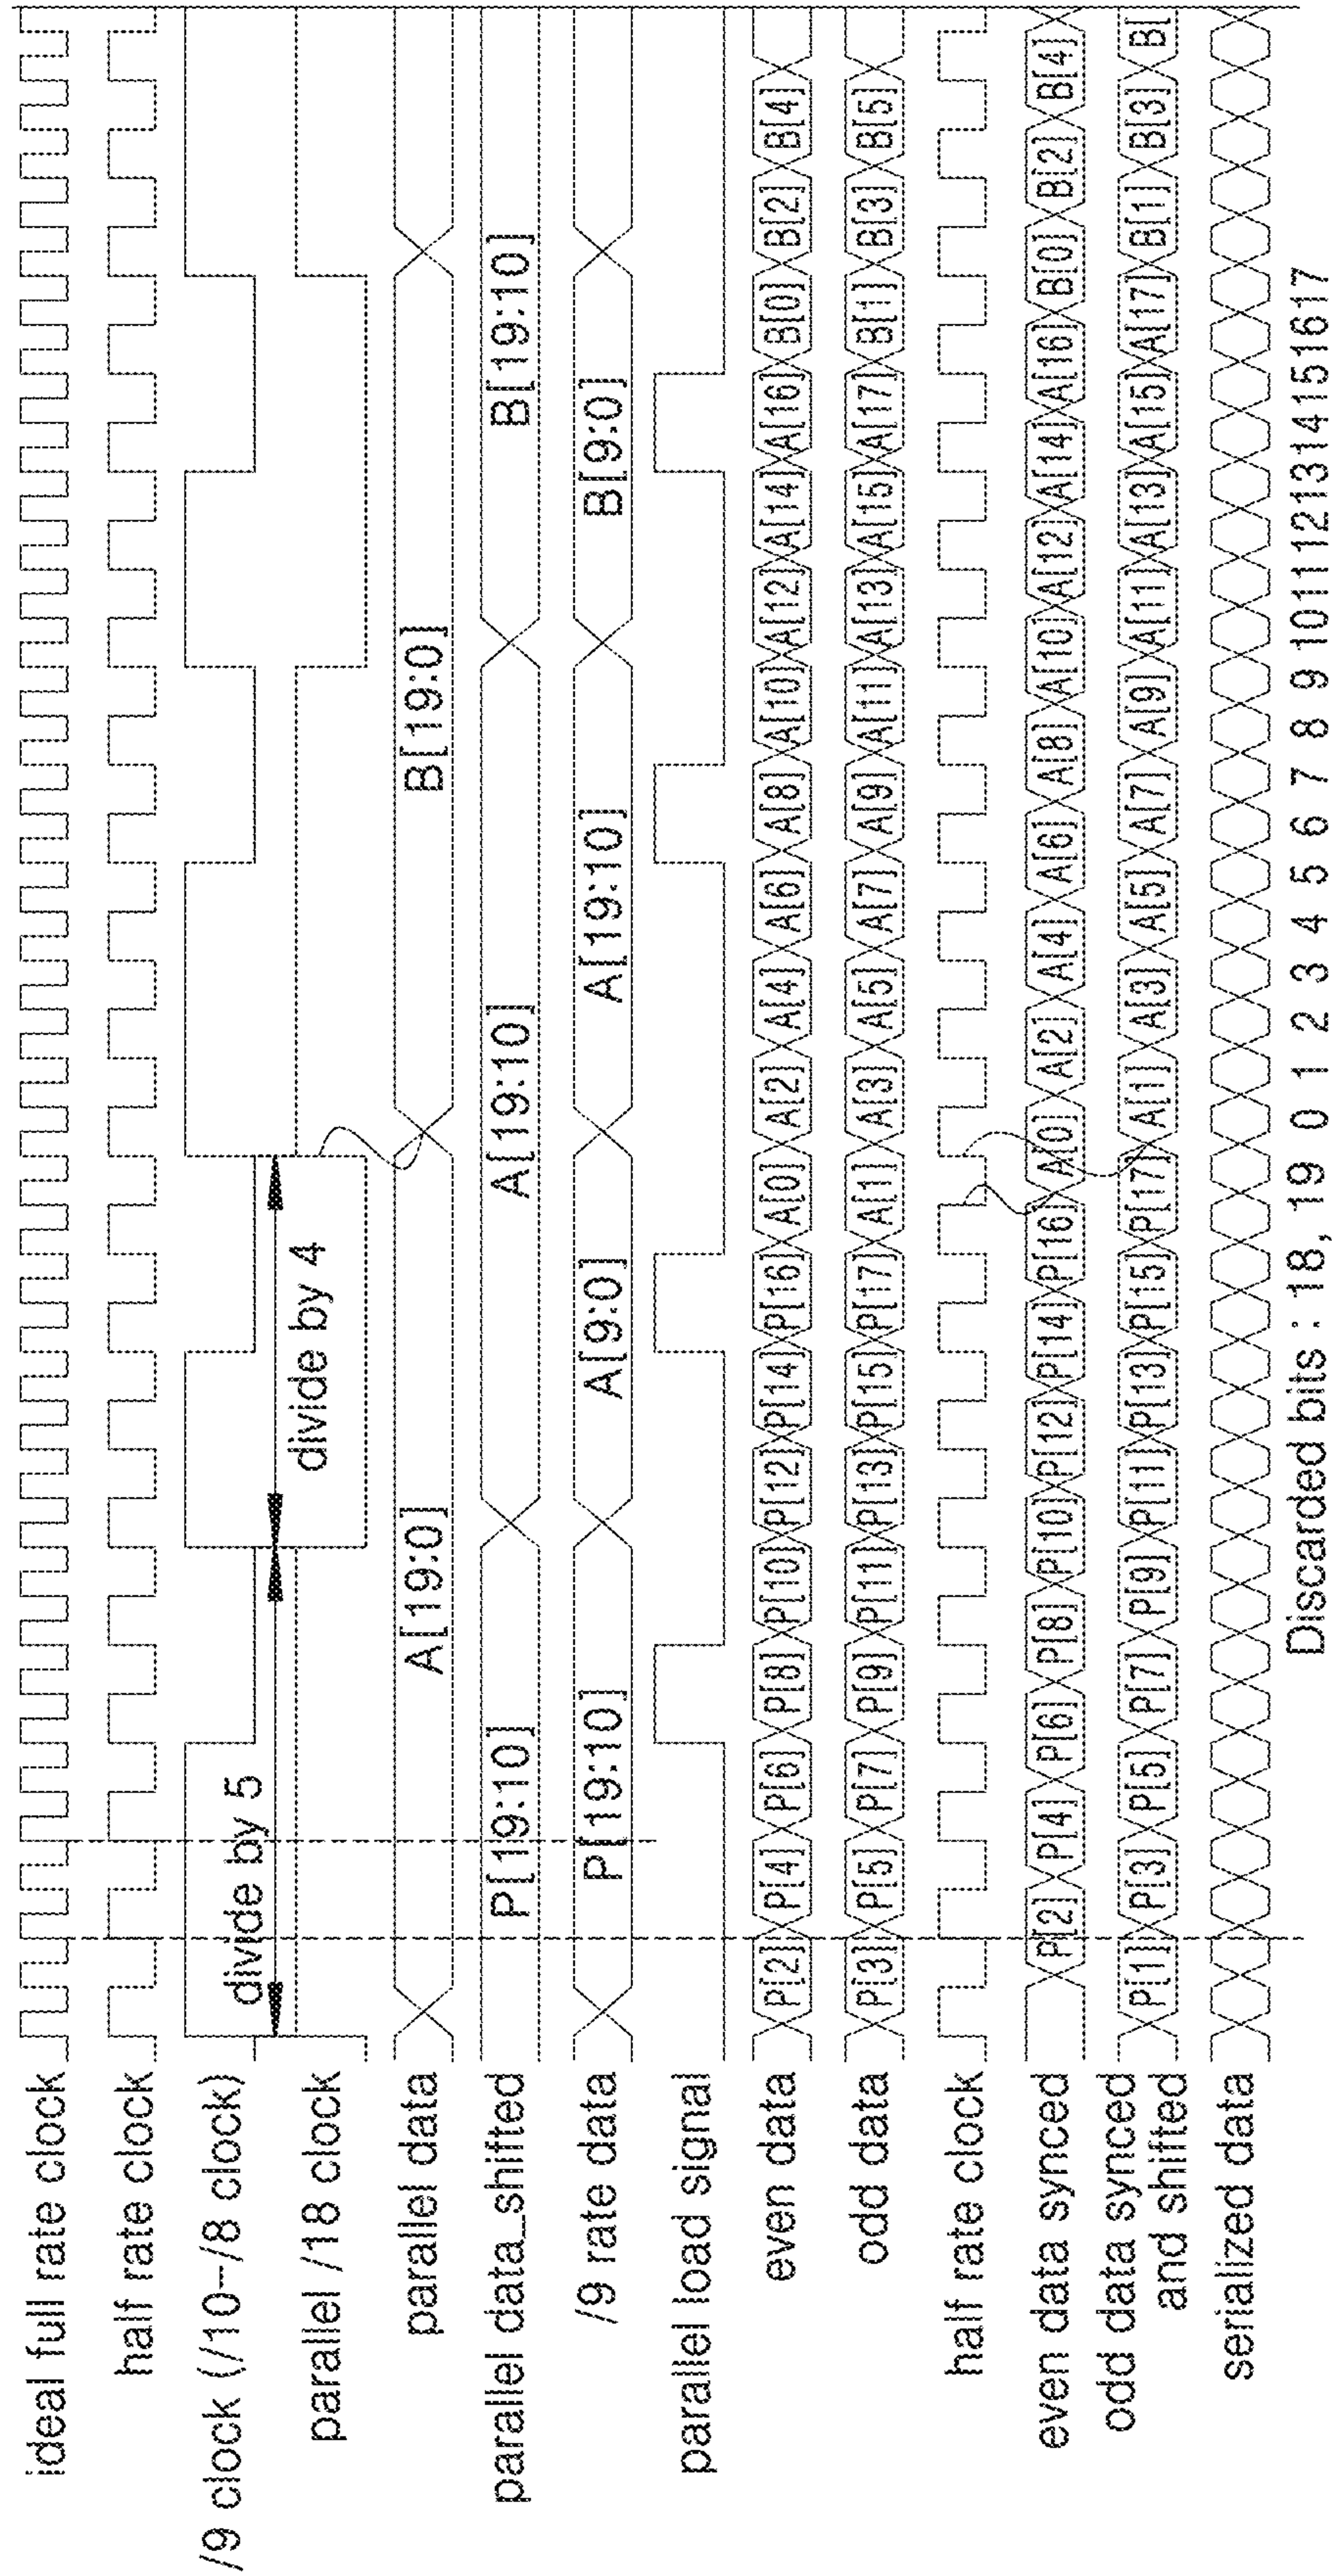 ideal full rate clock
half rate clock
/9 clock (/10-/8 clock) divide by 5 divide by 4
parallel /18 clock
parallel data A[19:0] B[19:0]
parallel data_shifted P[19:10] A[19:10] B[19:10]
/9 rate data P[19:10] A[9:0] A[19:10] B[9:0]
parallel load signal
even data P[2] P[4] P[6] P[8] P[10] P[12] P[14] P[16] A[0] A[2] A[4] A[6] A[8] A[10] A[12] A[14] A[16] B[0] B[2] B[4]
odd data P[3] P[5] P[7] P[9] P[11] P[13] P[15] P[17] A[1] A[3] A[5] A[7] A[9] A[11] A[13] A[15] A[17] B[1] B[3] B[5]
half rate clock
even data synced P[2] P[4] P[6] P[8] P[10] P[12] P[14] P[16] A[0] A[2] A[4] A[6] A[8] A[10] A[12] A[14] A[16] B[0] B[2] B[4]
odd data synced
and shifted P[1] P[3] P[5] P[7] P[9] P[11] P[13] P[15] P[17] A[1] A[3] A[5] A[7] A[9] A[11] A[13] A[15] A[17] B[1] B[3] B[
serialized data
Discarded bits : 18, 19 0 1 2 3 4 5 6 7 8 9 10 11 12 13 14 15 16 17